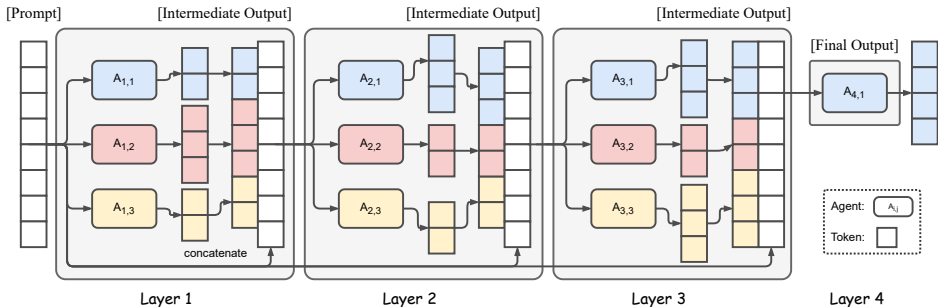 [Prompt]
[Intermediate Output]
[Intermediate Output]
[Intermediate Output]
[Final Output]
A1,1
A1,2
A1,3
concatenate
A2,1
A2,2
A2,3
A3,1
A3,2
A3,3
A4,1
Agent: Ai,j
Token:
Layer 1
Layer 2
Layer 3
Layer 4